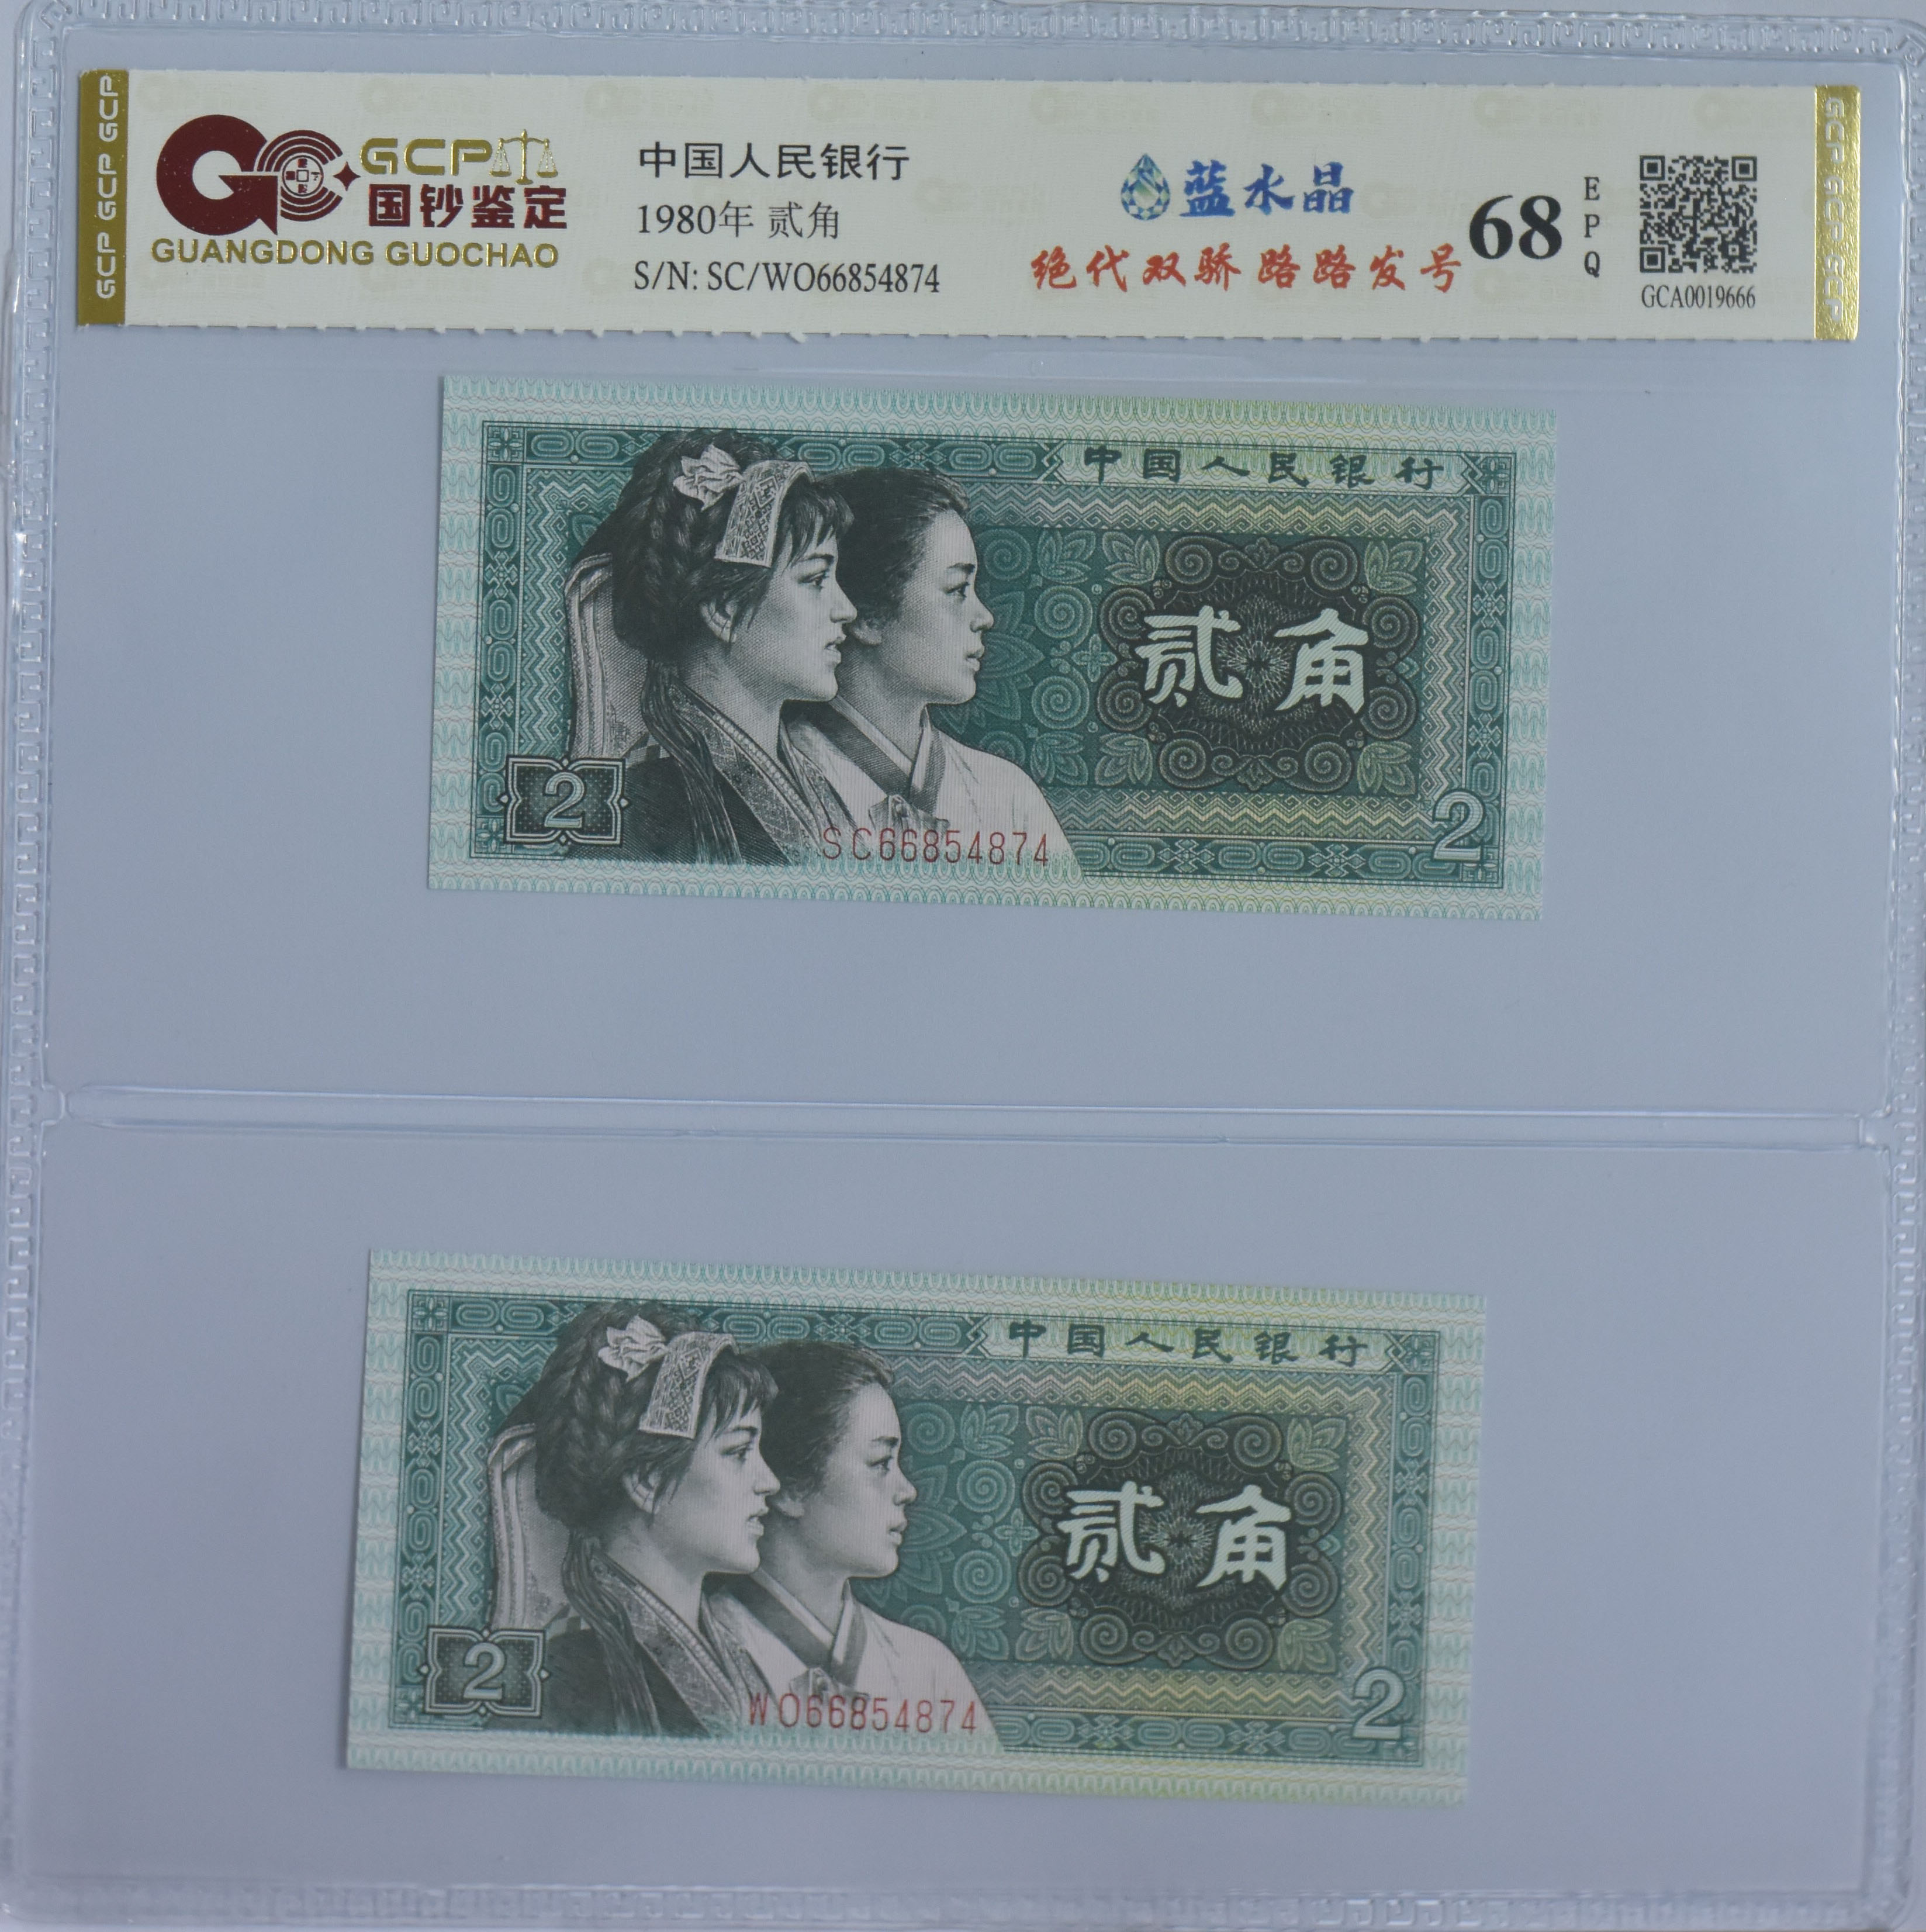 GCP GCP GCP
GCP
国钞鉴定
GUANGDONG GUOCHAO
中国人民银行
1980年 贰角
S/N: SC/WO66854874
蓝水晶
绝代双骄 路路发号
68
EPQ
GCA0019666
GCP GCP GCP
中国人民银行
贰角
2
2
SC66854874
中国人民银行
贰角
2
2
WO66854874